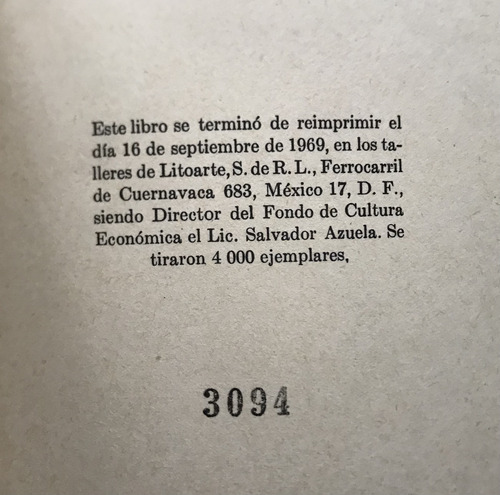 Este libro se terminó de reimprimir el
día 16 de septiembre de 1969, en los ta-
lleres de Litoarte, S. de R. L., Ferrocarril
de Cuernavaca 683, México 17, D. F.,
siendo Director del Fondo de Cultura
Económica el Lic. Salvador Azuela. Se
tiraron 4 000 ejemplares,
3094